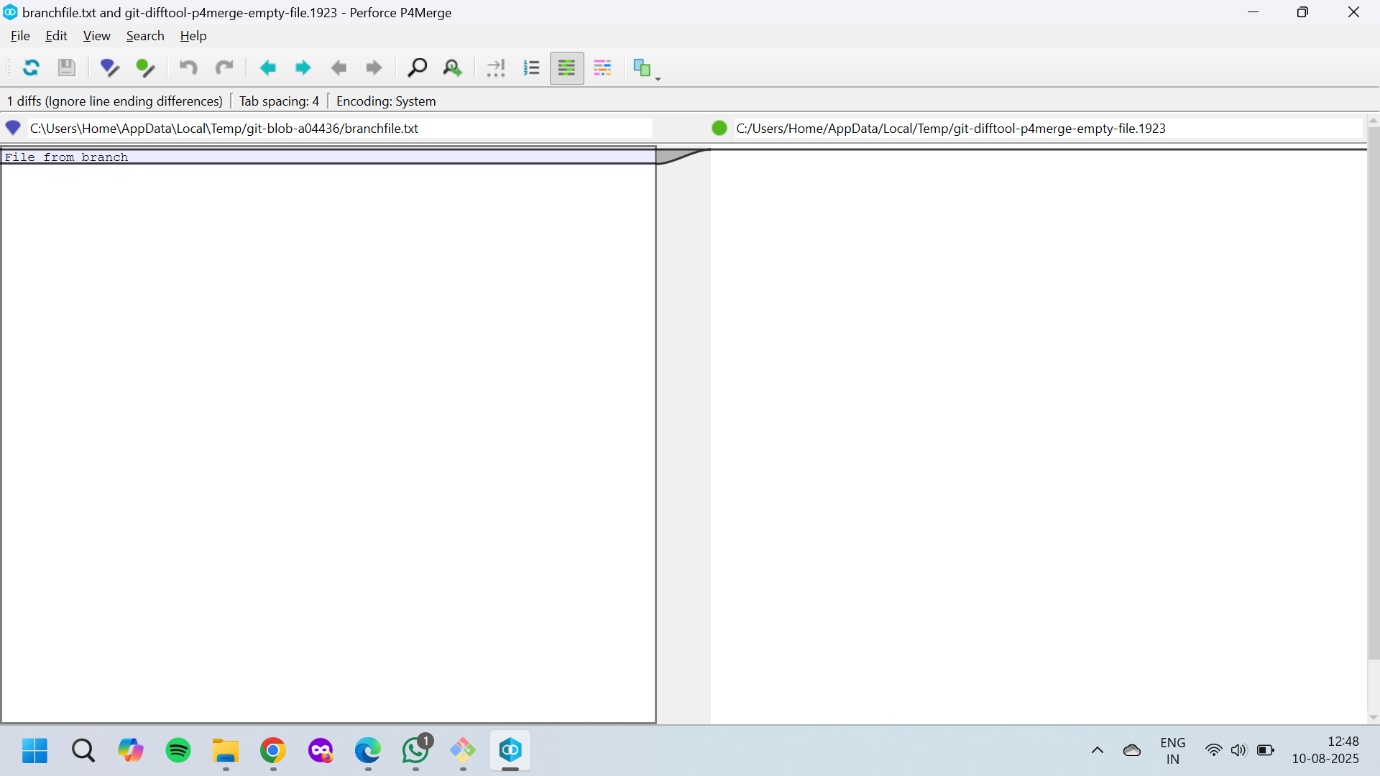 branchfile.txt and git-difftool-p4merge-empty-file.1923 - Perforce P4Merge
File Edit View Search Help
1 diffs (Ignore line ending differences) Tab spacing: 4 Encoding: System
C:\Users\Home\AppData\Local\Temp/git-blob-a04436/branchfile.txt
C:/Users/Home/AppData/Local/Temp/git-difftool-p4merge-empty-file.1923
File from branch
1
ENG
IN
12:48
10-08-2025